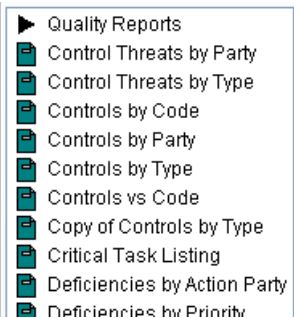 Quality Reports
Control Threats by Party
Control Threats by Type
Controls by Code
Controls by Party
Controls by Type
Controls vs Code
Copy of Controls by Type
Critical Task Listing
Deficiencies by Action Party
Deficiencies by Priority